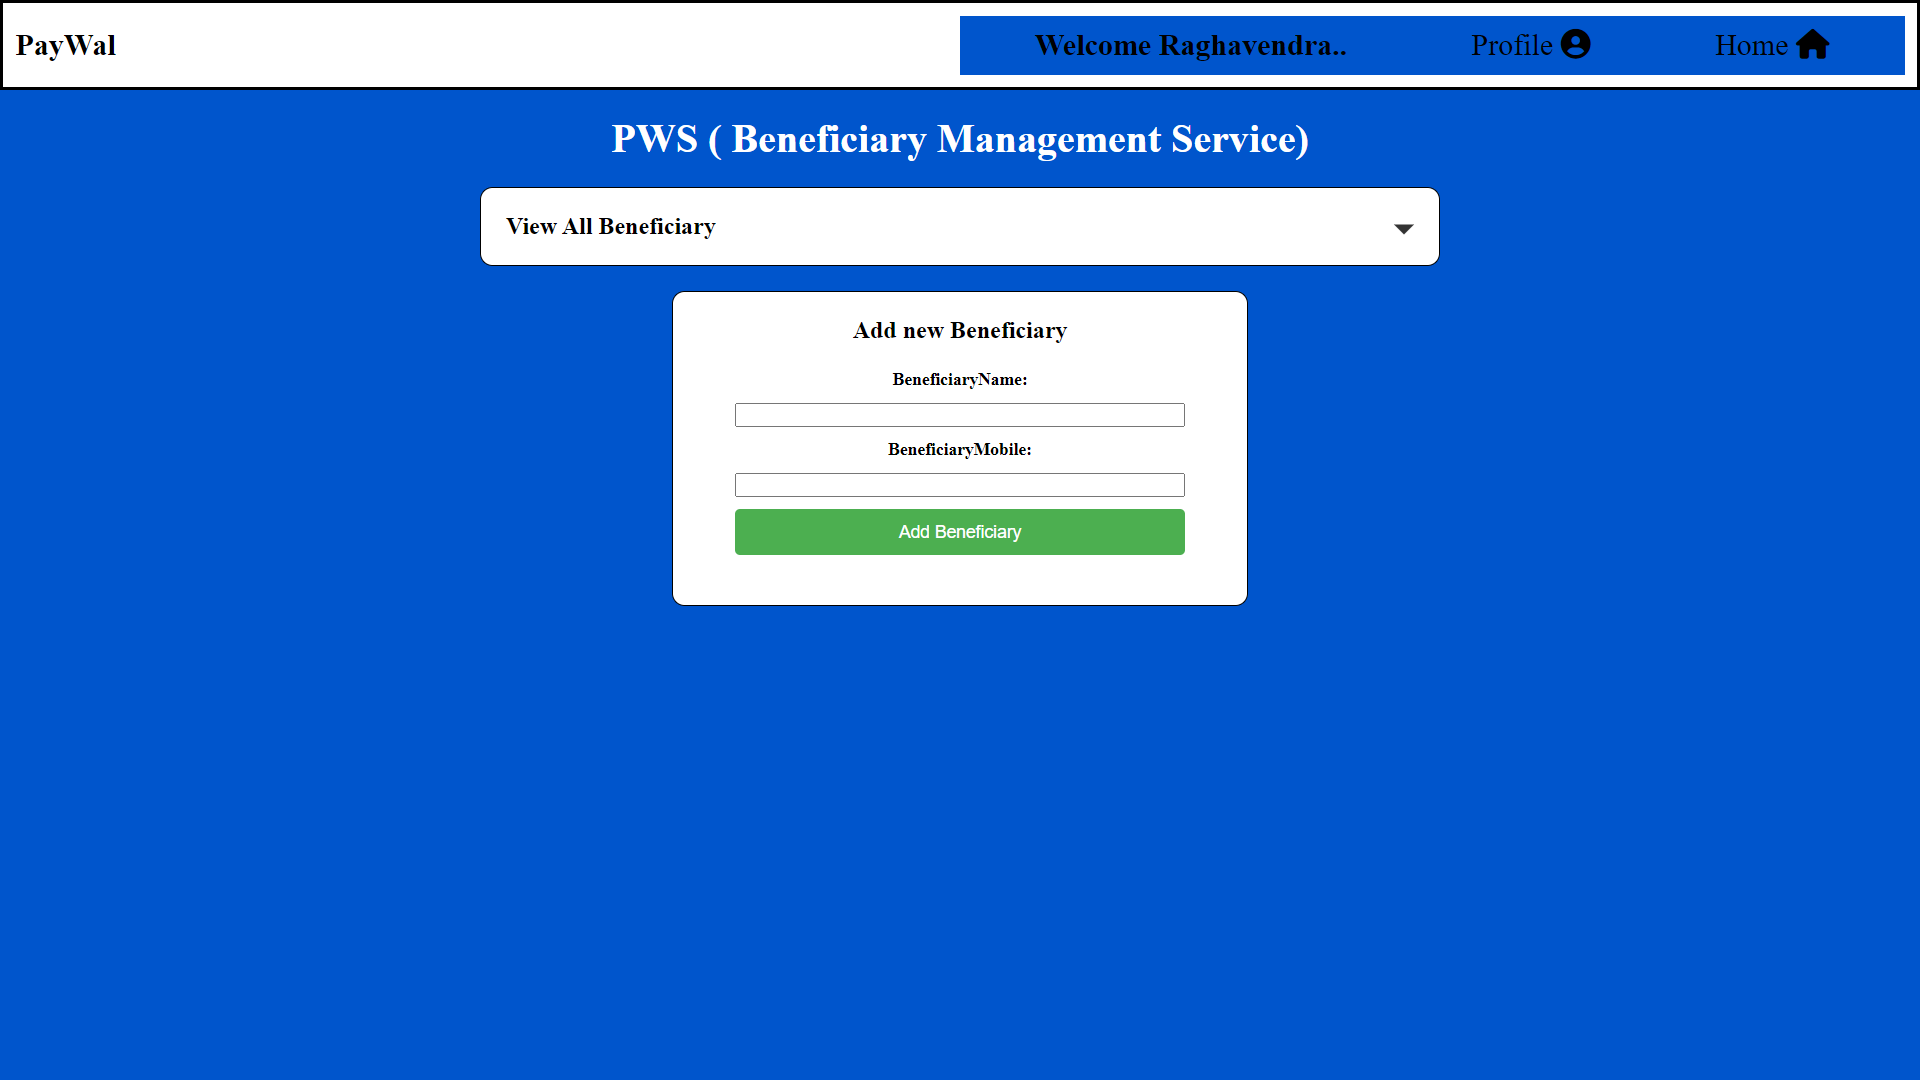 PayWal
Welcome Raghavendra..
Profile
Home
PWS ( Beneficiary Management Service)
View All Beneficiary
Add new Beneficiary
BeneficiaryName:
BeneficiaryMobile:
Add Beneficiary